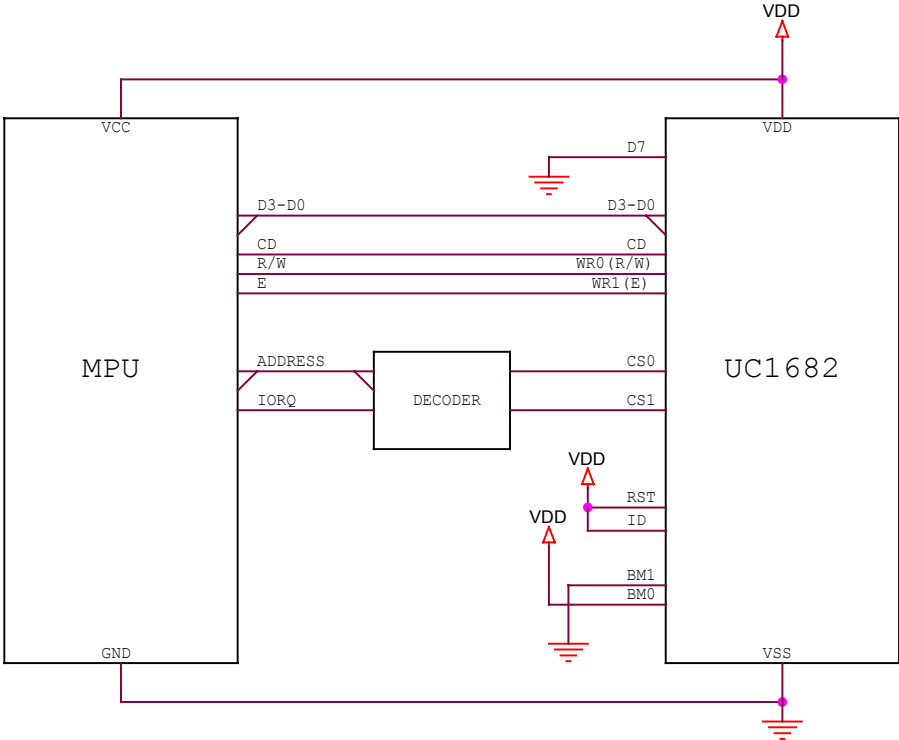 VDD
VCC
VDD
D7
D3-D0
D3-D0
CD
CD
R/W
WR0(R/W)
E
WR1(E)
MPU
ADDRESS
DECODER
CS0
UC1682
IORQ
CS1
VDD
RST
VDD
ID
BM1
BM0
GND
VSS